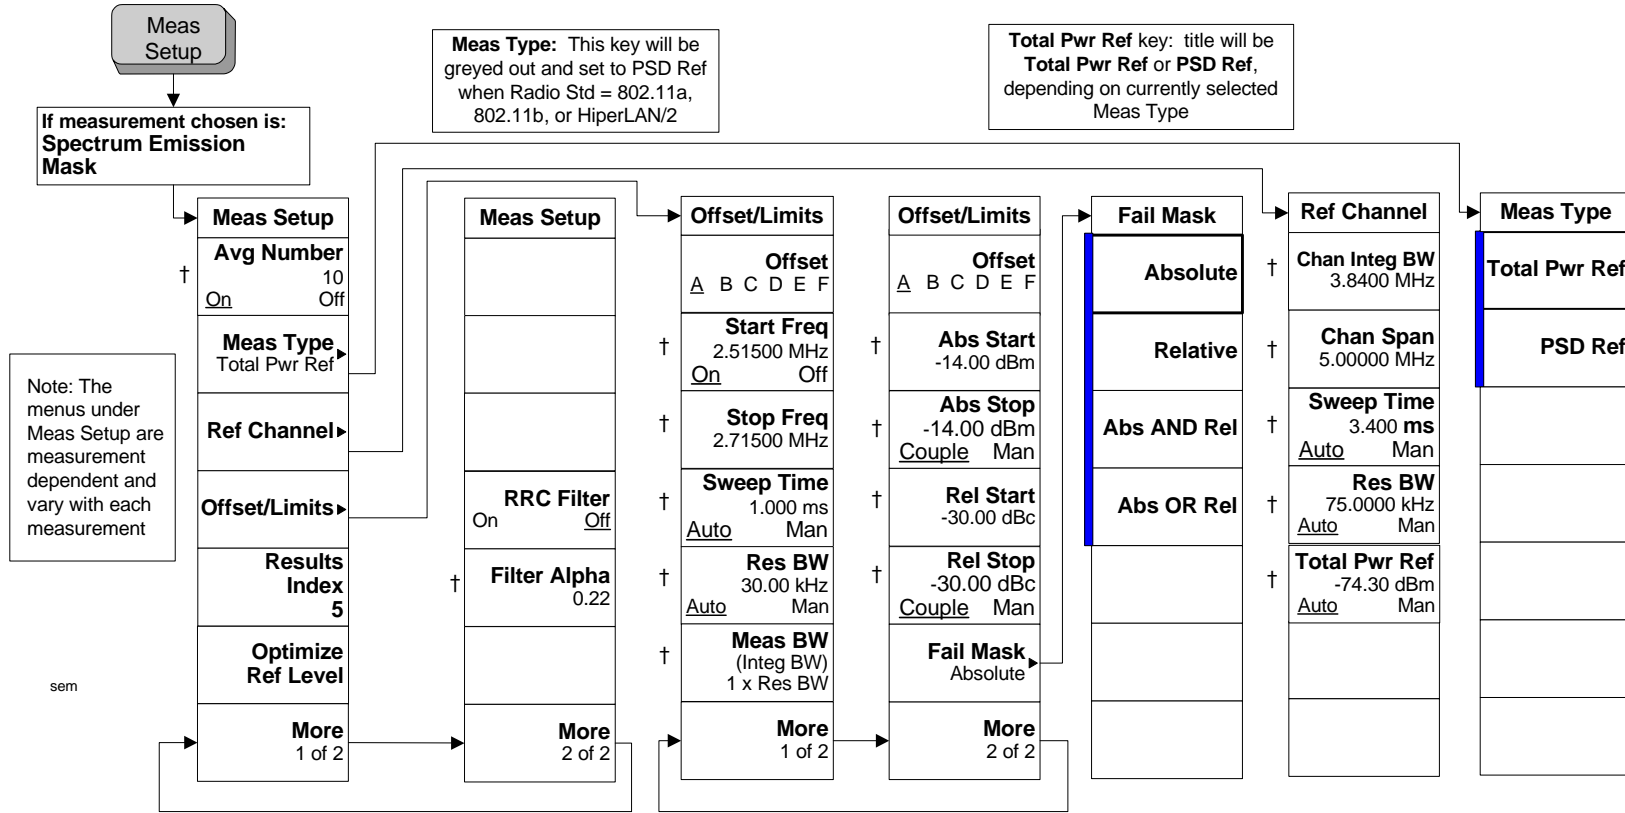 Meas
Setup
If measurement chosen is:
Spectrum Emission
Mask
Meas Type: This key will be
greyed out and set to PSD Ref
when Radio Std = 802.11a,
802.11b, or HiperLAN/2
Total Pwr Ref key: title will be
Total Pwr Ref or PSD Ref,
depending on currently selected
Meas Type
Note: The
menus under
Meas Setup are
measurement
dependent and
vary with each
measurement
sem
Meas Setup
†
Avg Number
10
On Off
Meas Type
Total Pwr Ref
Ref Channel
Offset/Limits
Results
Index
5
Optimize
Ref Level
More
1 of 2
Meas Setup
RRC Filter
On Off
†
Filter Alpha
0.22
More
2 of 2
Offset/Limits
Offset
A B C D E F
†
Start Freq
2.51500 MHz
On Off
†
Stop Freq
2.71500 MHz
†
Sweep Time
1.000 ms
Auto Man
†
Res BW
30.00 kHz
Auto Man
†
Meas BW
(Integ BW)
1 x Res BW
More
1 of 2
Offset/Limits
Offset
A B C D E F
†
Abs Start
-14.00 dBm
†
Abs Stop
-14.00 dBm
Couple Man
†
Rel Start
-30.00 dBc
†
Rel Stop
-30.00 dBc
Couple Man
Fail Mask
Absolute
More
2 of 2
Fail Mask
Absolute
Relative
Abs AND Rel
Abs OR Rel
Ref Channel
†
Chan Integ BW
3.8400 MHz
†
Chan Span
5.00000 MHz
†
Sweep Time
3.400 ms
Auto Man
†
Res BW
75.0000 kHz
Auto Man
†
Total Pwr Ref
-74.30 dBm
Auto Man
Meas Type
Total Pwr Ref
PSD Ref